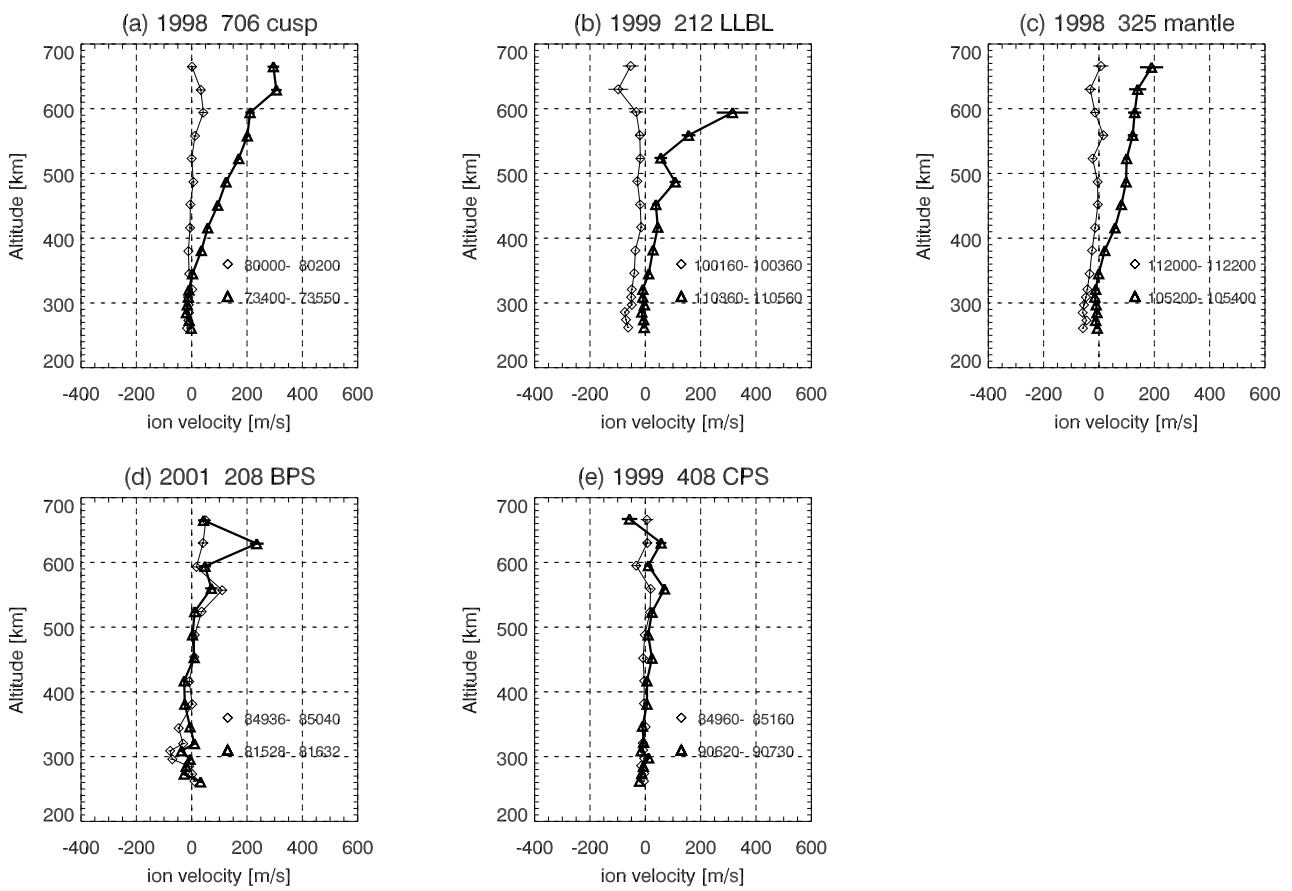 (a) 1998 706 cusp
700
600
500
400
300
200
Altitude [km]
80000- 80200
73400- 73550
-400 -200 0 200 400 600
ion velocity [m/s]
(b) 1999 212 LLBL
700
600
500
400
300
200
Altitude [km]
100160- 100360
110360- 110560
-400 -200 0 200 400 600
ion velocity [m/s]
(c) 1998 325 mantle
700
600
500
400
300
200
Altitude [km]
112000- 112200
105200- 105400
-400 -200 0 200 400 600
ion velocity [m/s]
(d) 2001 208 BPS
700
600
500
400
300
200
Altitude [km]
84936- 85040
81528- 81632
-400 -200 0 200 400 600
ion velocity [m/s]
(e) 1999 408 CPS
700
600
500
400
300
200
Altitude [km]
84960- 85160
90620- 90730
-400 -200 0 200 400 600
ion velocity [m/s]